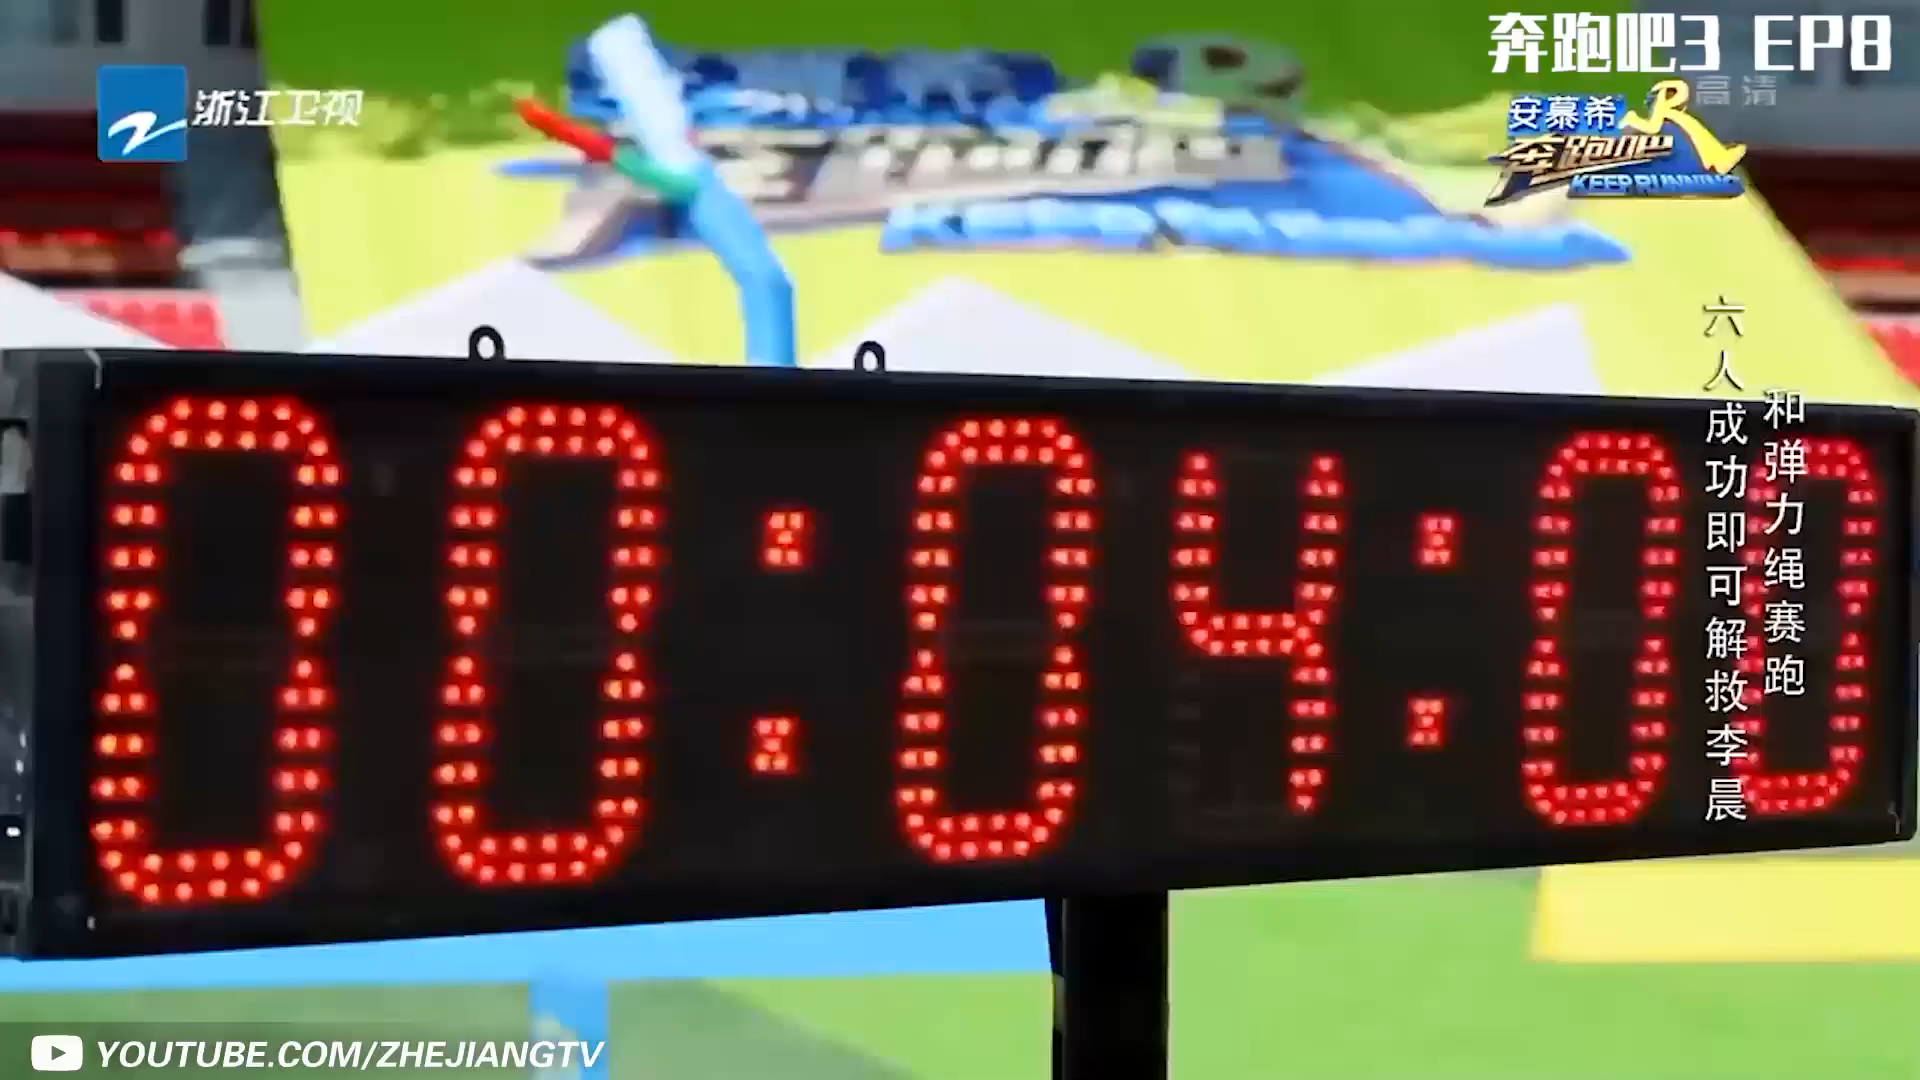 奔跑吧3 EP8
浙江卫视
高清
安慕希
奔跑吧
KEEP RUNNING
和弹力绳赛跑
六人成功即可解救李晨
00:04:00
YOUTUBE.COM/ZHEJIANGTV